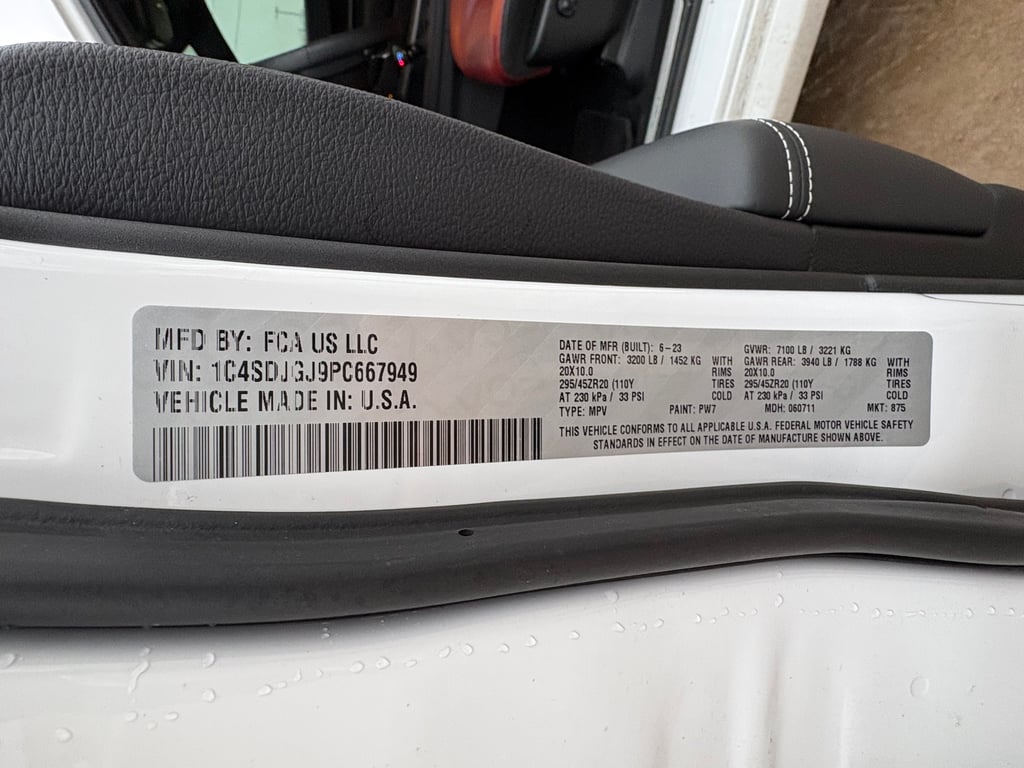 MFD BY: FCA US LLC
VIN: 1C4SDJGJ9PC667949
VEHICLE MADE IN: U.S.A.
DATE OF MFR (BUILT): 6-23
GAWR FRONT: 3200 LB / 1452 KG WITH
20X10.0 RIMS
295/45ZR20 (110Y TIRES
AT 230 kPa / 33 PSI COLD
TYPE: MPV PAINT: PW7
GVWR: 7100 LB / 3221 KG
GAWR REAR: 3940 LB / 1788 KG WITH
20X10.0 RIMS
295/45ZR20 (110Y TIRES
AT 230 kPa / 33 PSI COLD
MDH: 060711 MKT: 875
THIS VEHICLE CONFORMS TO ALL APPLICABLE U.S.A. FEDERAL MOTOR VEHICLE SAFETY
STANDARDS IN EFFECT ON THE DATE OF MANUFACTURE SHOWN ABOVE.